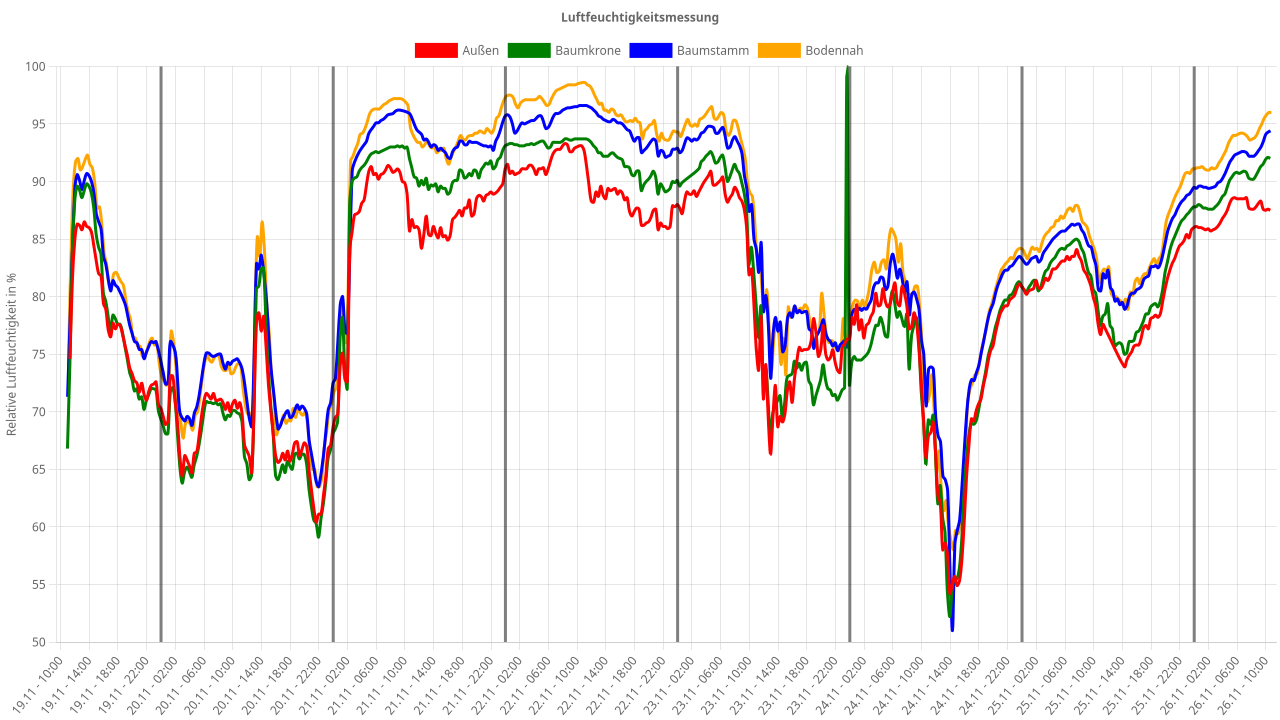 Luftfeuchtigkeitsmessung
Außen Baumkrone Baumstamm Bodennah
Relative Luftfeuchtigkeit in %
100
95
90
85
80
75
70
65
60
55
50
19.11 - 10:00
19.11 - 14:00
19.11 - 18:00
19.11 - 22:00
20.11 - 02:00
20.11 - 06:00
20.11 - 10:00
20.11 - 14:00
20.11 - 18:00
20.11 - 22:00
21.11 - 02:00
21.11 - 06:00
21.11 - 10:00
21.11 - 14:00
21.11 - 18:00
21.11 - 22:00
22.11 - 02:00
22.11 - 06:00
22.11 - 10:00
22.11 - 14:00
22.11 - 18:00
22.11 - 22:00
23.11 - 02:00
23.11 - 06:00
23.11 - 10:00
23.11 - 14:00
23.11 - 18:00
23.11 - 22:00
24.11 - 02:00
24.11 - 06:00
24.11 - 10:00
24.11 - 14:00
24.11 - 18:00
24.11 - 22:00
25.11 - 02:00
25.11 - 06:00
25.11 - 10:00
25.11 - 14:00
25.11 - 18:00
25.11 - 22:00
26.11 - 02:00
26.11 - 06:00
26.11 - 10:00